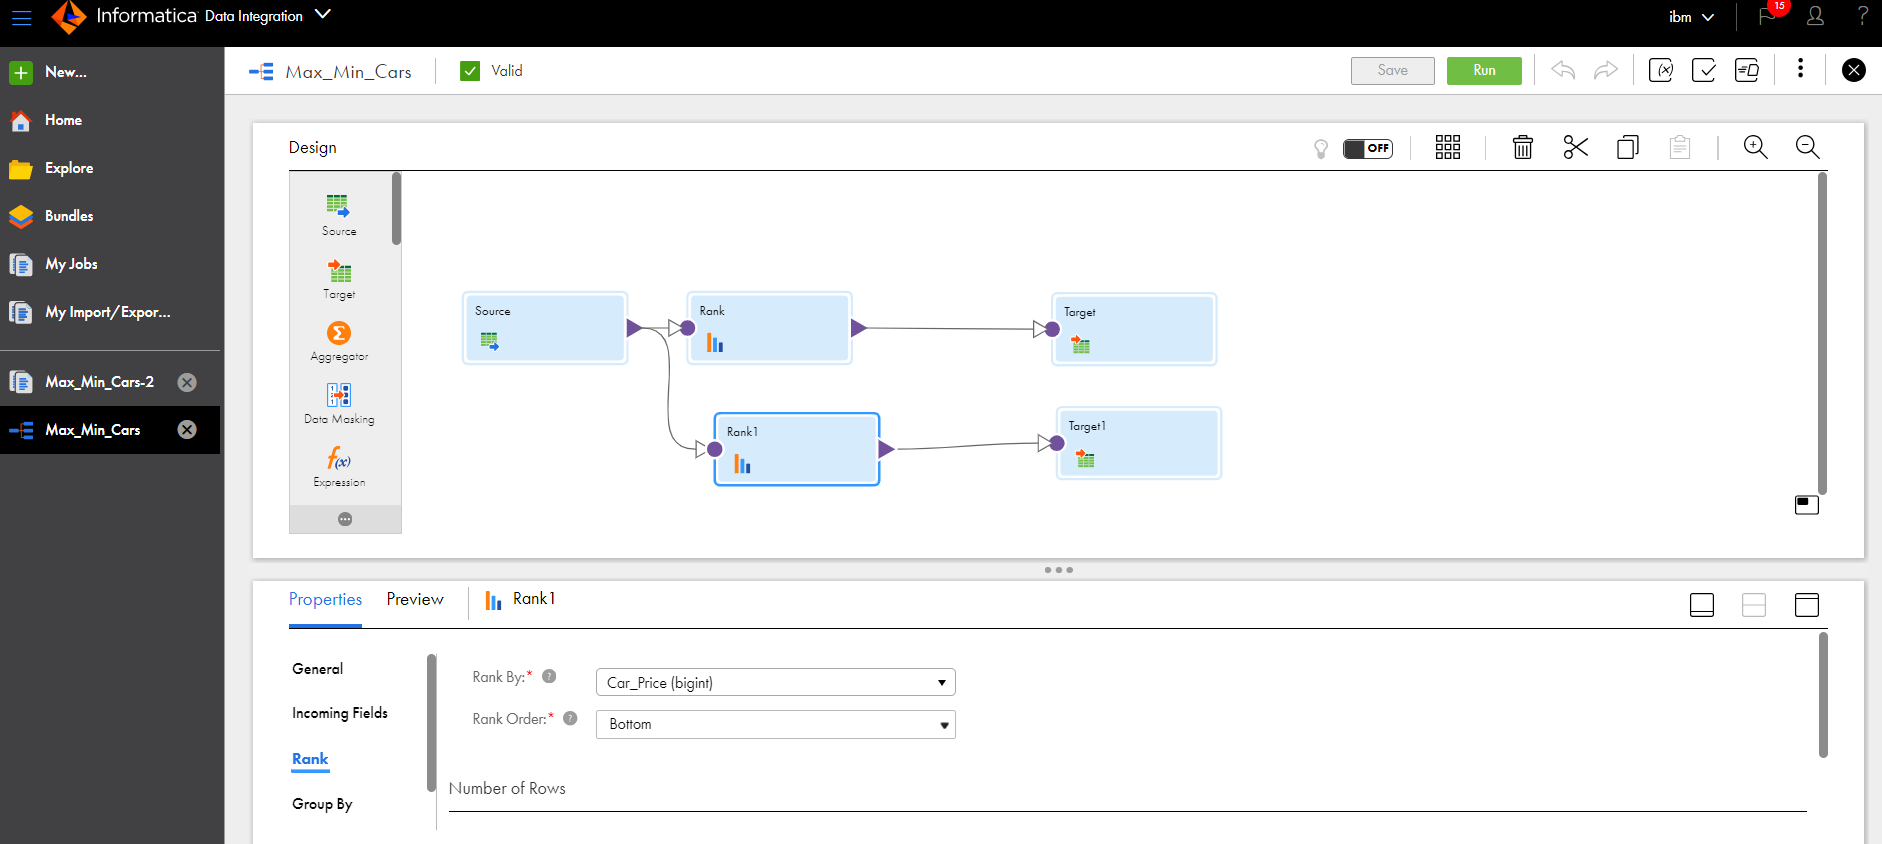 Informatica Data Integration
ibm
15
?
New...
Home
Explore
Bundles
My Jobs
My Import/Expor...
Max_Min_Cars-2
Max_Min_Cars
Max_Min_Cars
Valid
Save
Run
Design
OFF
Source
Target
Aggregator
Data Masking
f(x)
Expression
Source
Rank
Target
Rank1
Target1
Properties
Preview
Rank1
General
Incoming Fields
Rank
Group By
Rank By:* ?
Car_Price (bigint)
Rank Order:* ?
Bottom
Number of Rows